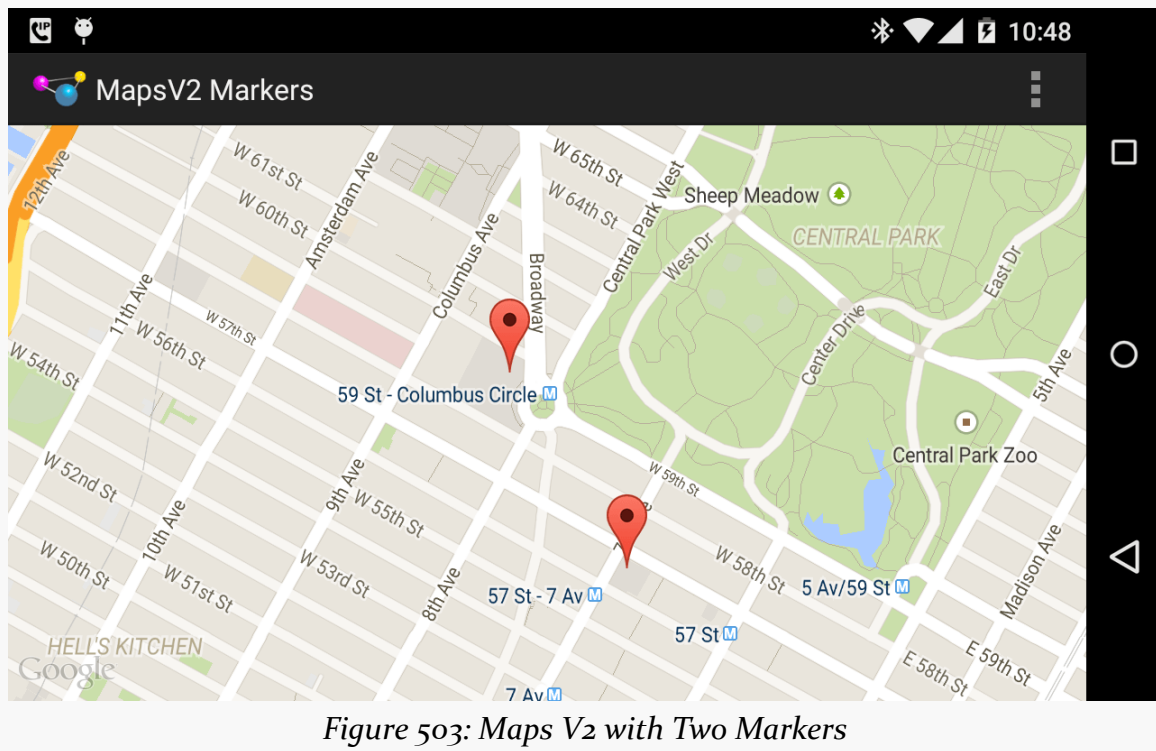 IP
10:48
MapsV2 Markers
12th Ave
W 61st St
W 60th St
Amsterdam Ave
Columbus Ave
Broadway
W 65th St
W 64th St
Central Park West
Sheep Meadow
CENTRAL PARK
West Dr
East Dr
11th Ave
W 57th St
W 56th St
W 54th St
Center Drive
5th Ave
59 St - Columbus Circle M
Central Park Zoo
W 52nd St
9th Ave
W 55th St
W 59th St
10th Ave
W 50th St
W 51st St
W 53rd St
8th Ave
W 58th St
Madison Ave
57 St - 7 Av M
5 Av/59 St M
57 St M
HELL'S KITCHEN
Google
E 58th St
E 59th St
7 Av M
Figure 503: Maps V2 with Two Markers